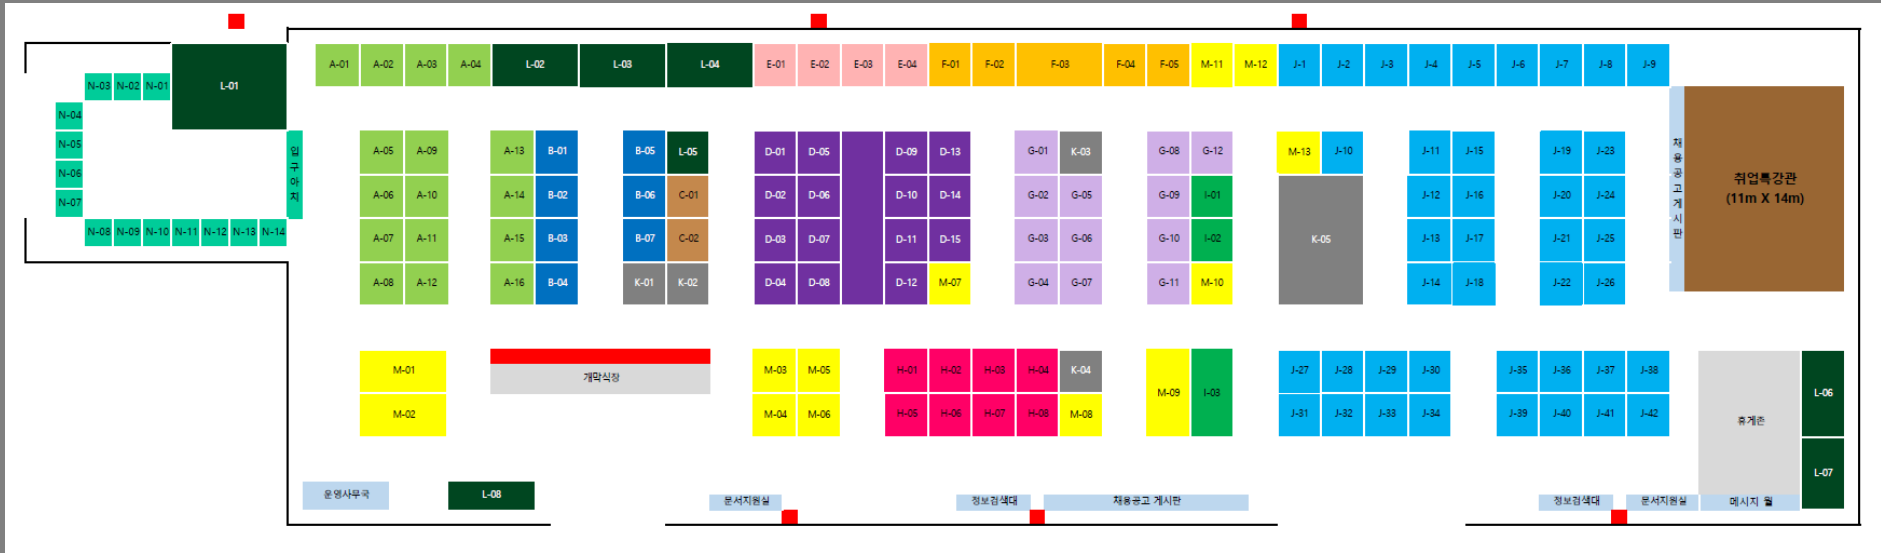 A-01 A-02 A-03 A-04 L-02 L-03 L-04 E-01 E-02 E-03 E-04 F-01 F-02 F-03 F-04 F-05 M-11 M-12 J-1 J-2 J-3 J-4 J-5 J-6 J-7 J-8 J-9
N-03 N-02 N-01 L-01
N-04
N-05
N-06
N-07
N-08 N-09 N-10 N-11 N-12 N-13 N-14
입구아치
A-05 A-09 A-13 B-01 B-05 L-05 D-01 D-05 D-09 D-13 G-01 K-03 G-08 G-12 M-13 J-10 J-11 J-15 J-19 J-23
A-06 A-10 A-14 B-02 B-06 C-01 D-02 D-06 D-10 D-14 G-02 G-05 G-09 I-01 J-12 J-16 J-20 J-24
A-07 A-11 A-15 B-03 B-07 C-02 D-03 D-07 D-11 D-15 G-03 G-06 G-10 I-02 K-05 J-13 J-17 J-21 J-25
A-08 A-12 A-16 B-04 K-01 K-02 D-04 D-08 D-12 M-07 G-04 G-07 G-11 M-10 J-14 J-18 J-22 J-26
채용공고게시판
취업특강관
(11m X 14m)
M-01 개막식장 M-03 M-05 H-01 H-02 H-03 H-04 K-04 M-09 I-03 J-27 J-28 J-29 J-30 J-35 J-36 J-37 J-38
M-02 M-04 M-06 H-05 H-06 H-07 H-08 M-08 J-31 J-32 J-33 J-34 J-39 J-40 J-41 J-42
휴게존
L-06
L-07
운영사무국 L-08 문서지원실 정보검색대 채용공고 게시판 정보검색대 문서지원실 메시지 월